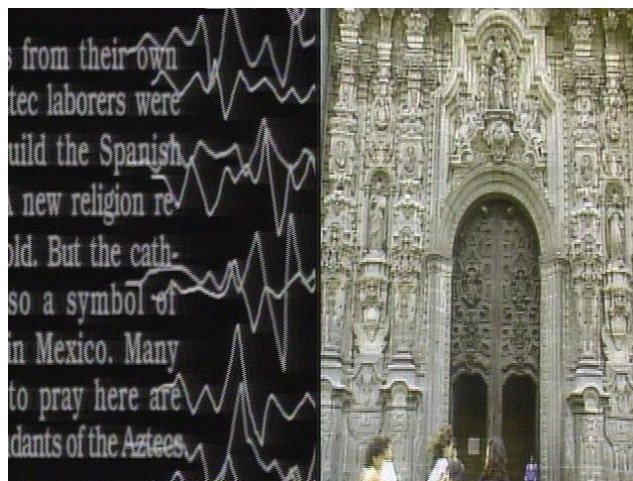 s from their own
tec laborers were
uild the Spanish
A new religion re-
old. But the cath-
so a symbol of
in Mexico. Many
to pray here are
dants of the Aztecs.